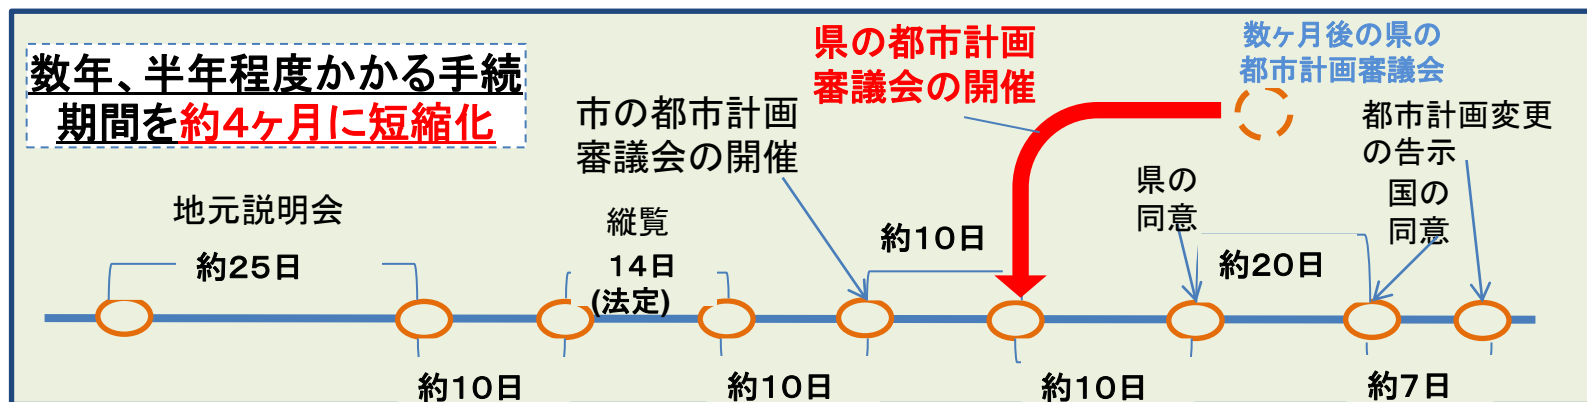 数年、半年程度かかる手続
期間を約4ヶ月に短縮化
県の都市計画
審議会の開催
数ヶ月後の県の
都市計画審議会
市の都市計画
審議会の開催
都市計画変更
の告示
地元説明会
縦覧
県の
同意
国の
同意
約25日
14日
(法定)
約10日
約20日
約10日
約10日
約10日
約7日